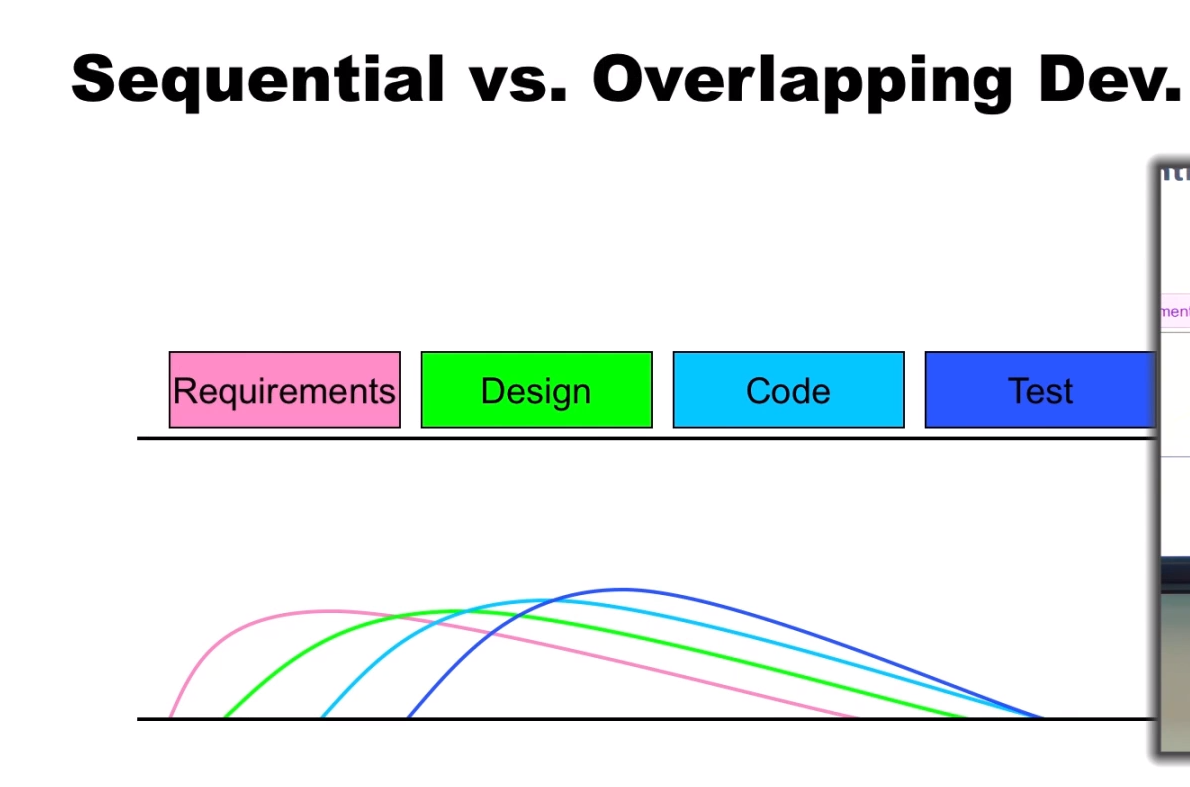 Sequential vs. Overlapping Dev.
Requirements Design Code Test